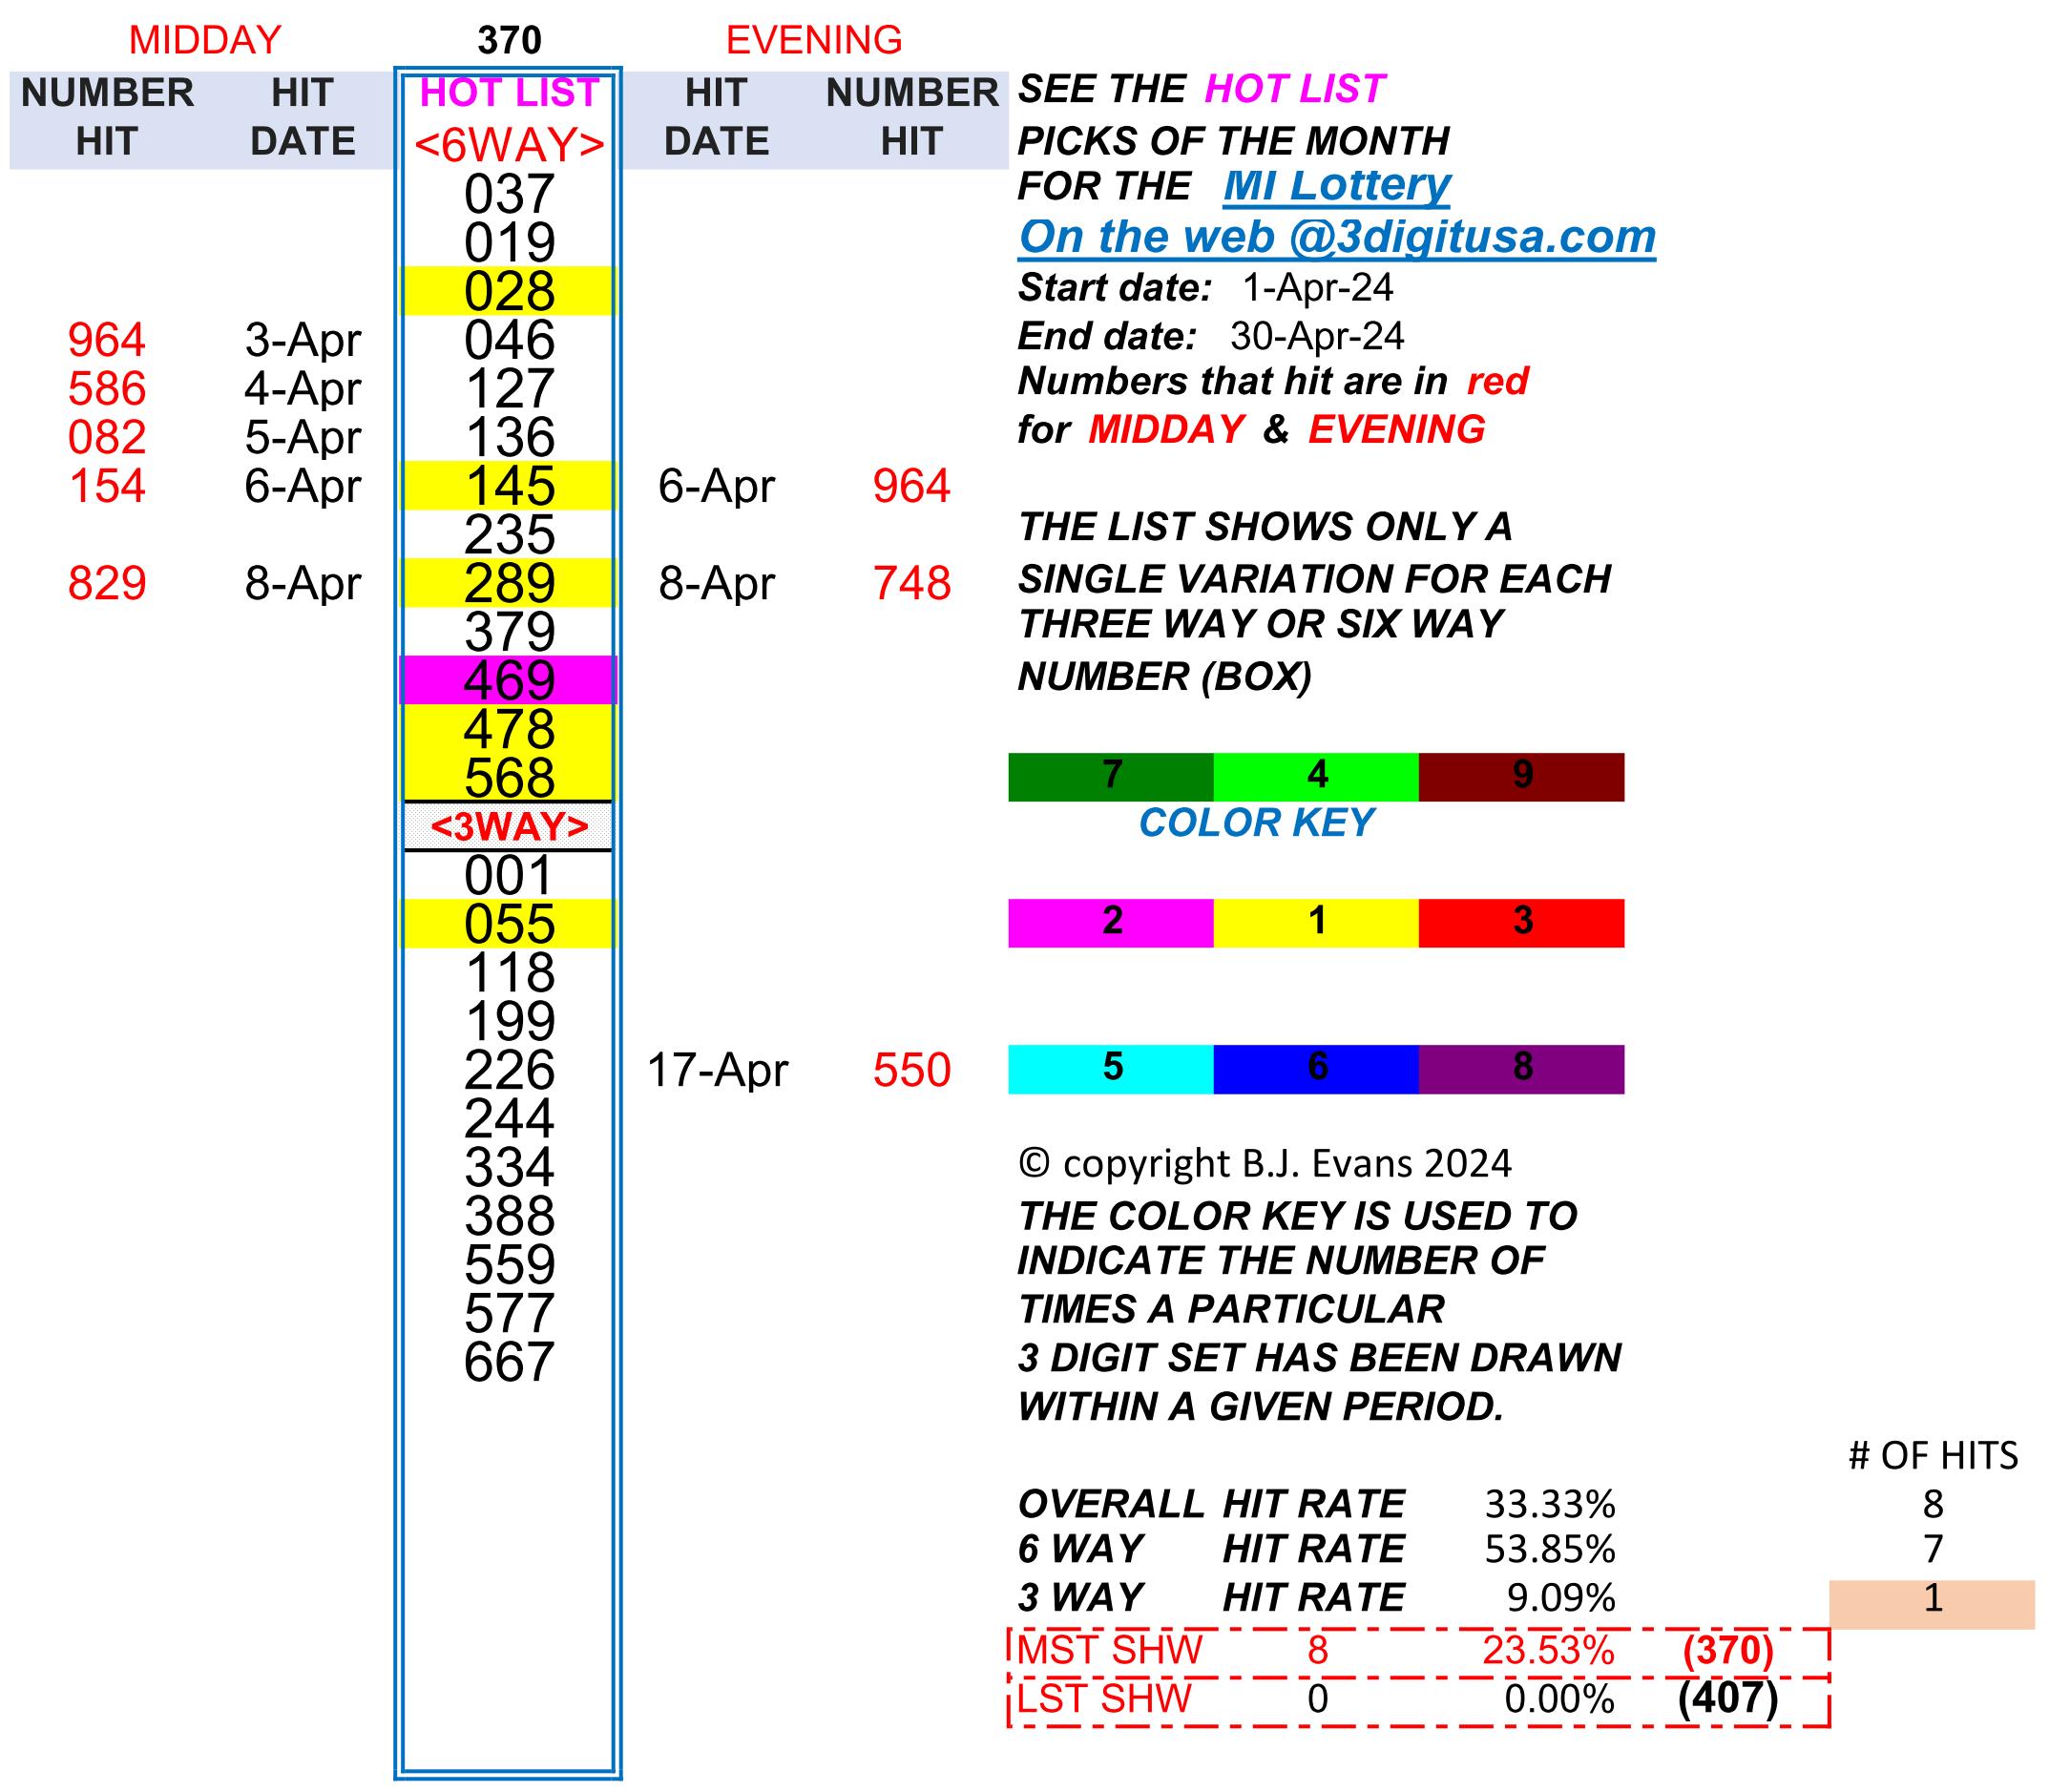 MIDDAY 370 EVENING
NUMBER HIT HOT LIST HIT NUMBER SEE THE HOT LIST
HIT DATE <6WAY> DATE HIT PICKS OF THE MONTH
037 FOR THE MI Lottery
019 On the web @3digitusa.com
028 Start date: 1-Apr-24
964 3-Apr 046 End date: 30-Apr-24
586 4-Apr 127 Numbers that hit are in red
082 5-Apr 136 for MIDDAY & EVENING
154 6-Apr 145 6-Apr 964
235 THE LIST SHOWS ONLY A
829 8-Apr 289 8-Apr 748 SINGLE VARIATION FOR EACH
379 THREE WAY OR SIX WAY
469 NUMBER (BOX)
478
568 7 4 9
<3WAY> COLOR KEY
001
055 2 1 3
118
199
226 17-Apr 550 5 6 8
244
334 © copyright B.J. Evans 2024
388 THE COLOR KEY IS USED TO
559 INDICATE THE NUMBER OF
577 TIMES A PARTICULAR
667 3 DIGIT SET HAS BEEN DRAWN
WITHIN A GIVEN PERIOD.
# OF HITS
OVERALL HIT RATE 33.33% 8
6 WAY HIT RATE 53.85% 7
3 WAY HIT RATE 9.09% 1
MST SHW 8 23.53% (370)
LST SHW 0 0.00% (407)